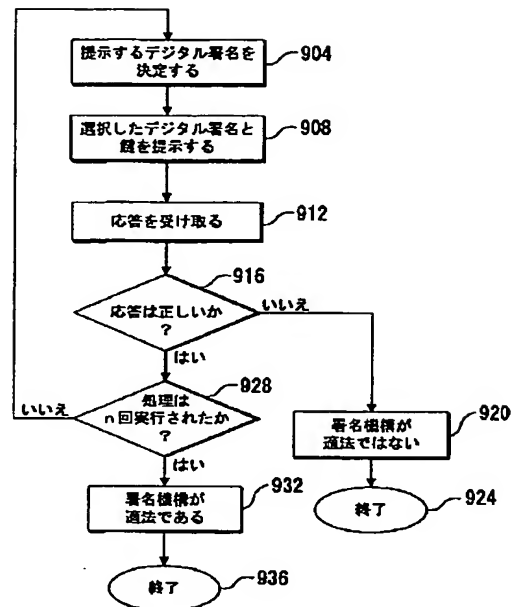 提示するデジタル署名を
決定する
904
選択したデジタル署名と
鍵を提示する
908
応答を受け取る
912
916
応答は正しいか
?
いいえ
はい
928
処理は
n回実行されたか
?
いいえ
はい
署名機構が
適法ではない
920
終了
924
署名機構が
適法である
932
終了
936